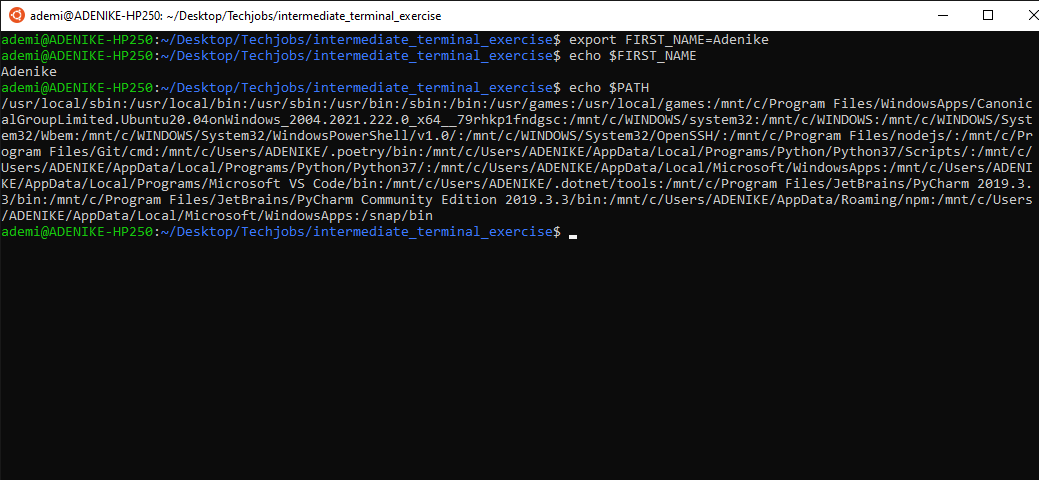 ademi@ADENIKE-HP250: ~/Desktop/Techjobs/intermediate_terminal_exercise
ademi@ADENIKE-HP250:~/Desktop/Techjobs/intermediate_terminal_exercise$ export FIRST_NAME=Adenike
ademi@ADENIKE-HP250:~/Desktop/Techjobs/intermediate_terminal_exercise$ echo $FIRST_NAME
Adenike
ademi@ADENIKE-HP250:~/Desktop/Techjobs/intermediate_terminal_exercise$ echo $PATH
/usr/local/sbin:/usr/local/bin:/usr/sbin:/usr/bin:/sbin:/bin:/usr/games:/usr/local/games:/mnt/c/Program Files/WindowsApps/Canonic
alGroupLimited.Ubuntu20.04onWindows_2004.2021.222.0_x64__79rhkp1fndgsc:/mnt/c/WINDOWS/system32:/mnt/c/WINDOWS:/mnt/c/WINDOWS/Syst
em32/Wbem:/mnt/c/WINDOWS/System32/WindowsPowerShell/v1.0/:/mnt/c/WINDOWS/System32/OpenSSH/:/mnt/c/Program Files/nodejs/:/mnt/c/Pr
ogram Files/Git/cmd:/mnt/c/Users/ADENIKE/.poetry/bin:/mnt/c/Users/ADENIKE/AppData/Local/Programs/Python/Python37/Scripts/:/mnt/c/
Users/ADENIKE/AppData/Local/Programs/Python/Python37/:/mnt/c/Users/ADENIKE/AppData/Local/Microsoft/WindowsApps:/mnt/c/Users/ADENI
KE/AppData/Local/Programs/Microsoft VS Code/bin:/mnt/c/Users/ADENIKE/.dotnet/tools:/mnt/c/Program Files/JetBrains/PyCharm 2019.3.
3/bin:/mnt/c/Program Files/JetBrains/PyCharm Community Edition 2019.3.3/bin:/mnt/c/Users/ADENIKE/AppData/Roaming/npm:/mnt/c/Users
/ADENIKE/AppData/Local/Microsoft/WindowsApps:/snap/bin
ademi@ADENIKE-HP250:~/Desktop/Techjobs/intermediate_terminal_exercise$